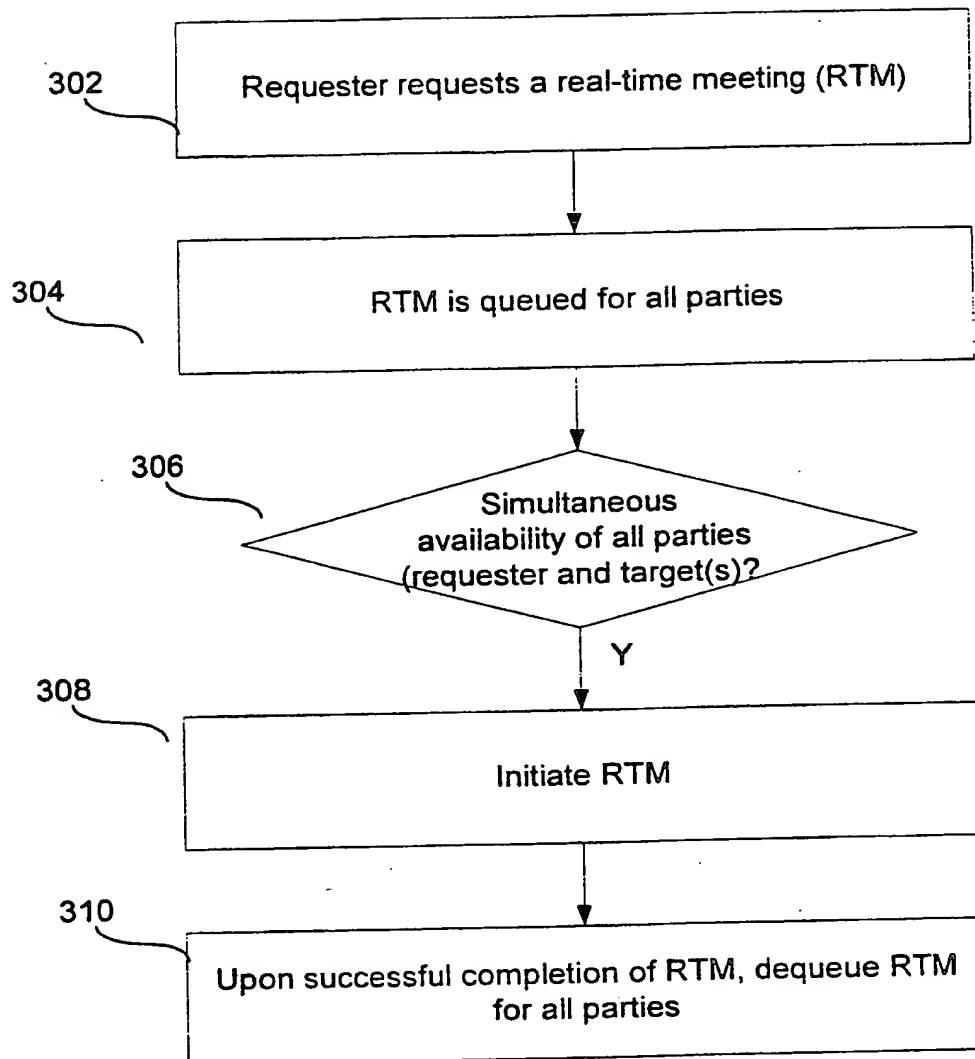 302
Requester requests a real-time meeting (RTM)
304
RTM is queued for all parties
306
Simultaneous
availability of all parties
(requester and target(s)?
Y
308
Initiate RTM
310
Upon successful completion of RTM, dequeue RTM
for all parties